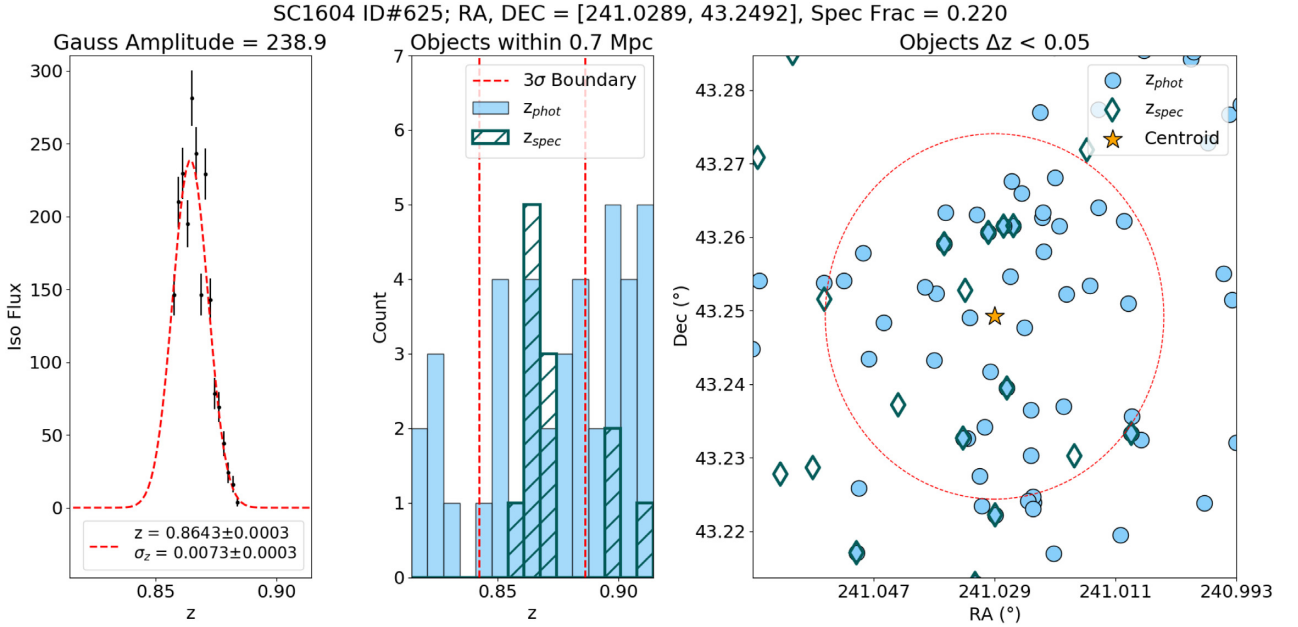 SC1604 ID#625; RA, DEC = [241.0289, 43.2492], Spec Frac = 0.220
Gauss Amplitude = 238.9
300
250
200
150
100
50
0
Iso Flux
z = 0.8643±0.0003
σz = 0.0073±0.0003
0.85
0.90
z
Objects within 0.7 Mpc
7
6
5
4
3
2
1
0
Count
3σ Boundary
zphot
zspec
0.85
0.90
z
Objects Δz < 0.05
43.28
43.27
43.26
43.25
43.24
43.23
43.22
Dec (°)
zphot
zspec
Centroid
241.047
241.029
241.011
240.993
RA (°)